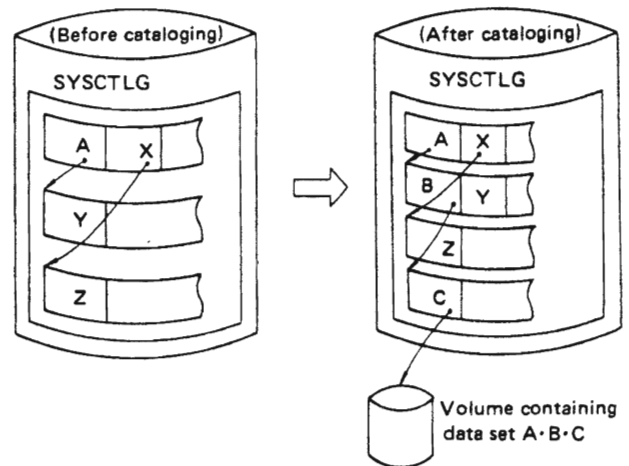 (Before cataloging)
SYSCTLG
A X
Y
Z
(After cataloging)
SYSCTLG
A X
B Y
Z
C
Volume containing
data set A·B·C